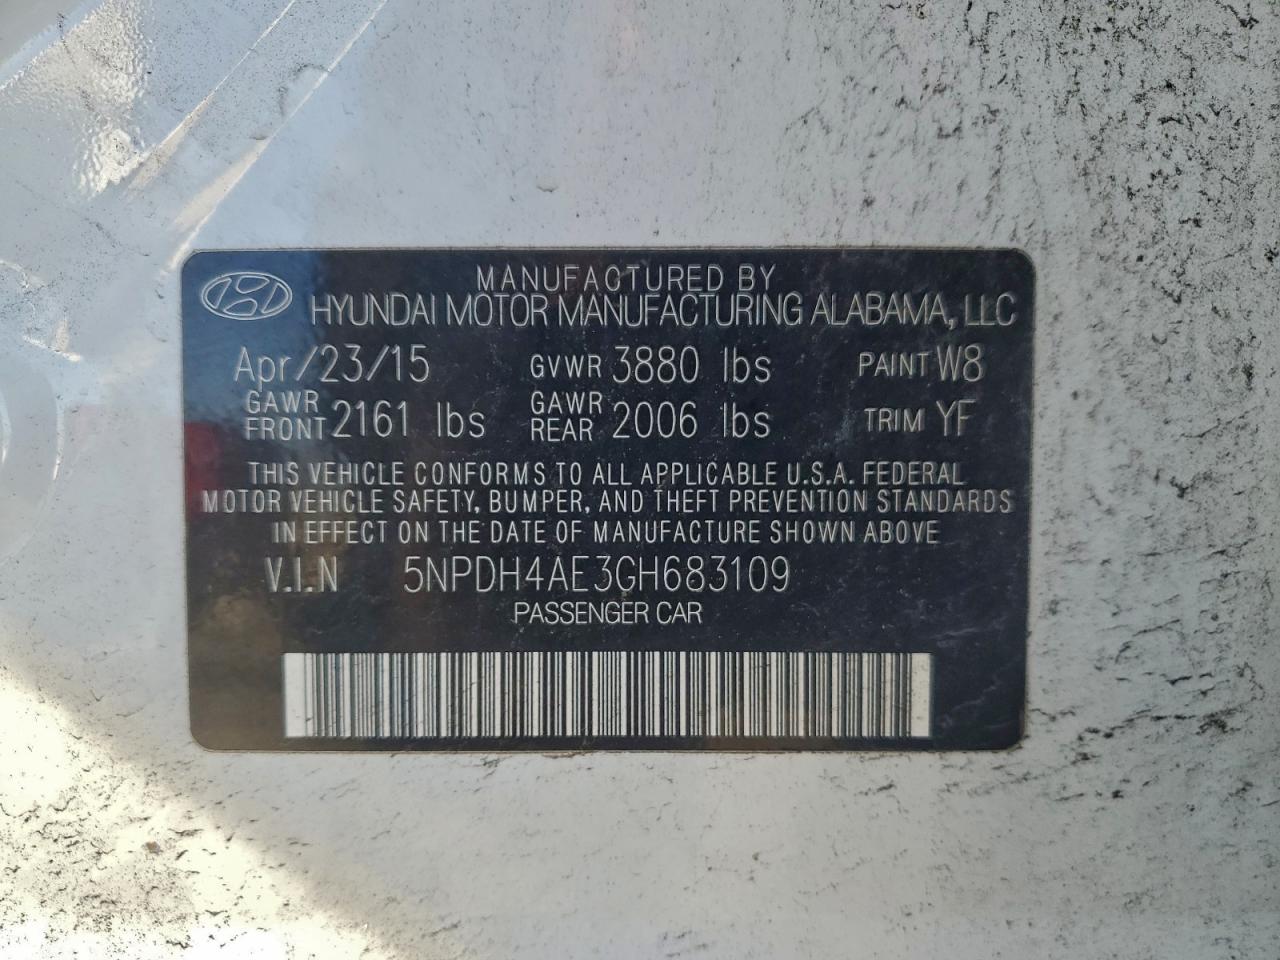 MANUFACTURED BY
HYUNDAI MOTOR MANUFACTURING ALABAMA, LLC
Apr/23/15 GVWR 3880 lbs PAINT W8
GAWR FRONT 2161 lbs GAWR REAR 2006 lbs TRIM YF
THIS VEHICLE CONFORMS TO ALL APPLICABLE U.S.A. FEDERAL
MOTOR VEHICLE SAFETY, BUMPER, AND THEFT PREVENTION STANDARDS
IN EFFECT ON THE DATE OF MANUFACTURE SHOWN ABOVE
V.I.N 5NPDH4AE3GH683109
PASSENGER CAR